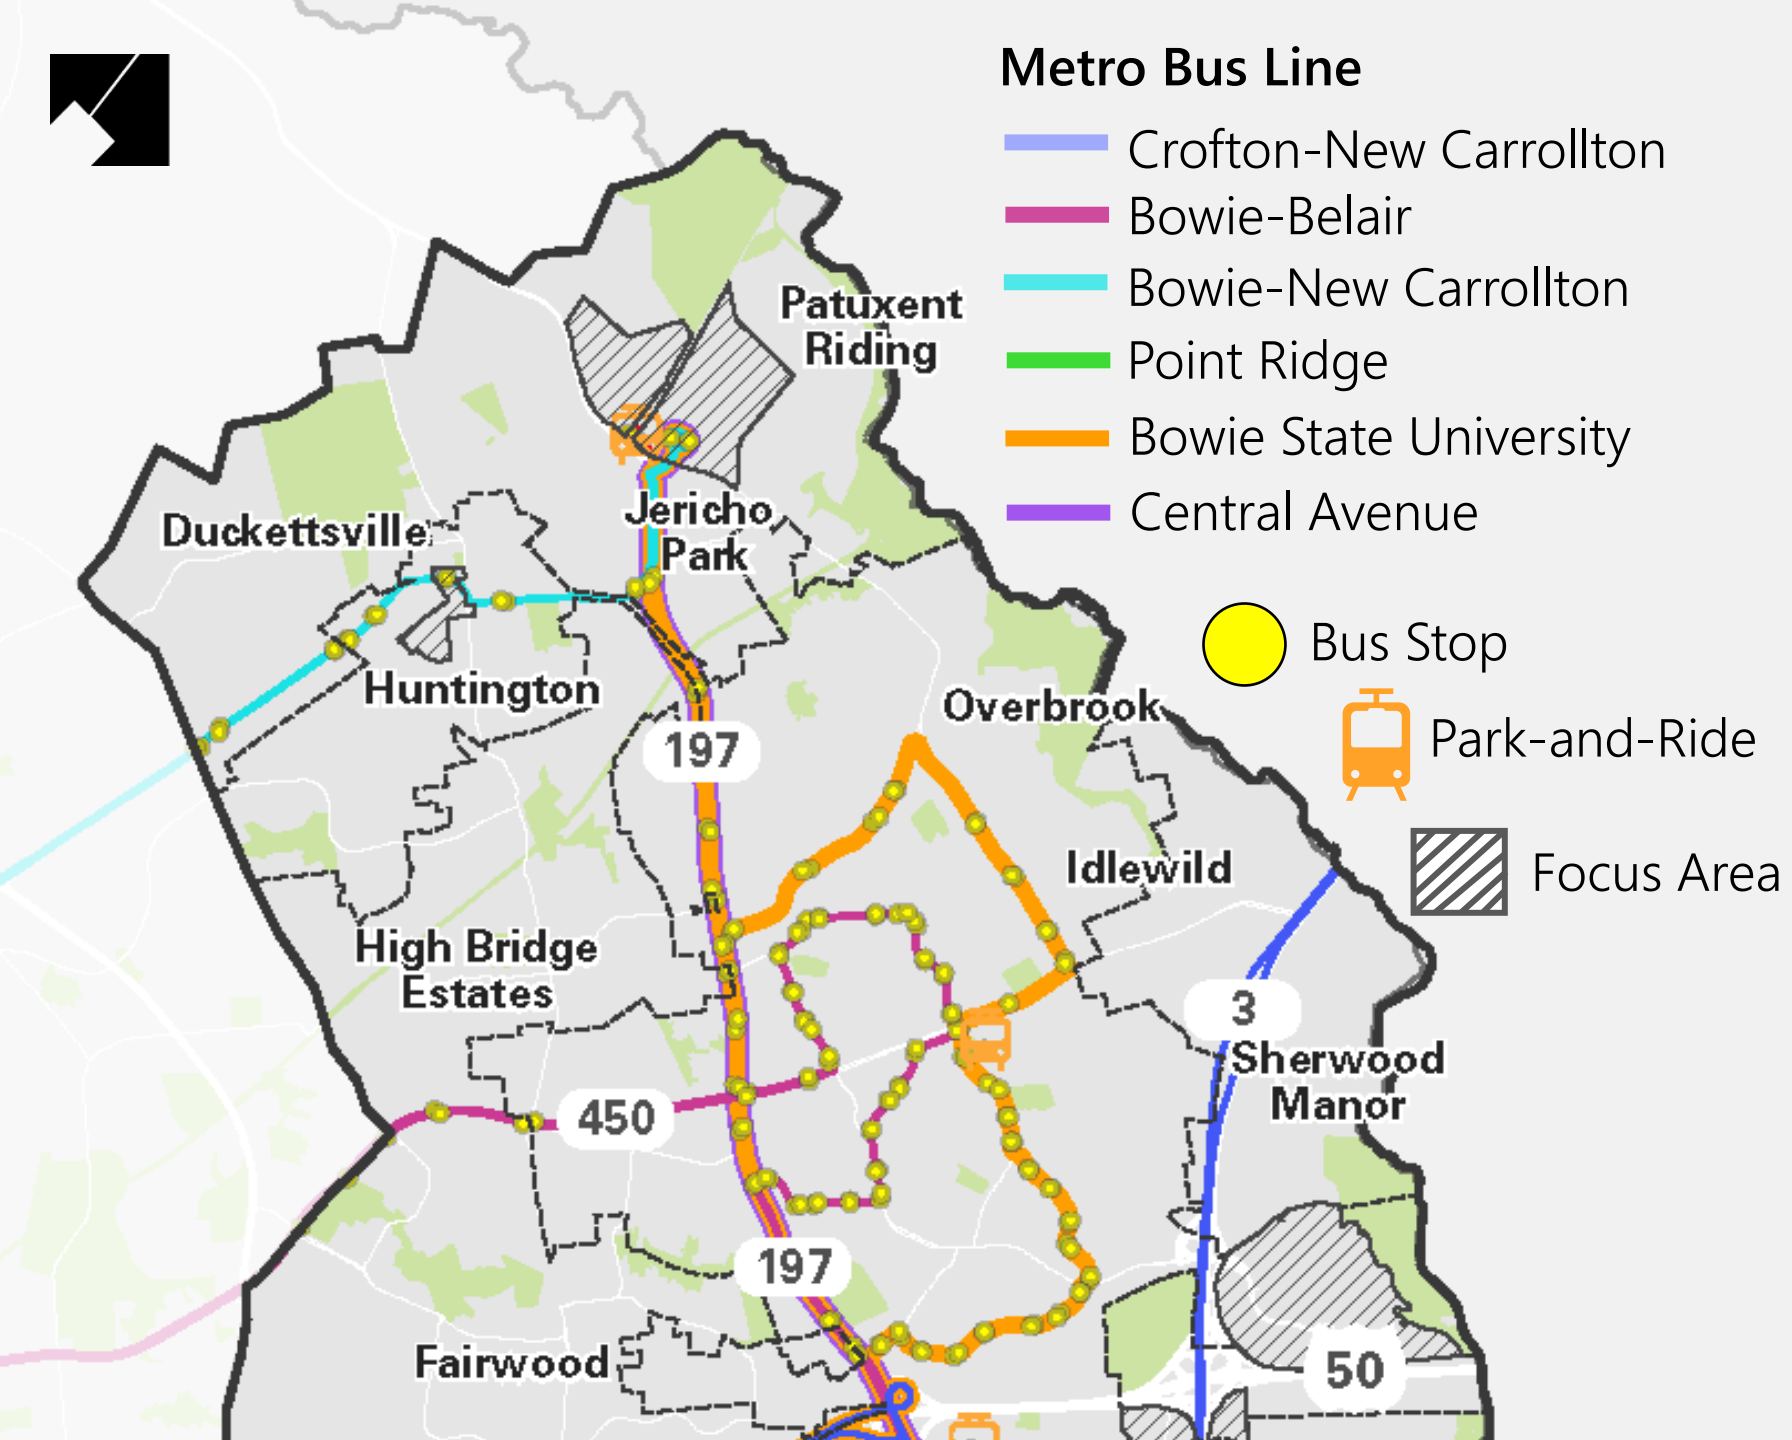 Metro Bus Line
Crofton-New Carrollton
Bowie-Belair
Bowie-New Carrollton
Point Ridge
Bowie State University
Central Avenue
Bus Stop
Park-and-Ride
Focus Area
Patuxent
Riding
Jericho
Park
Duckettsville
Huntington
Overbrook
197
Idlewild
High Bridge
Estates
3
Sherwood
Manor
450
197
Fairwood
50